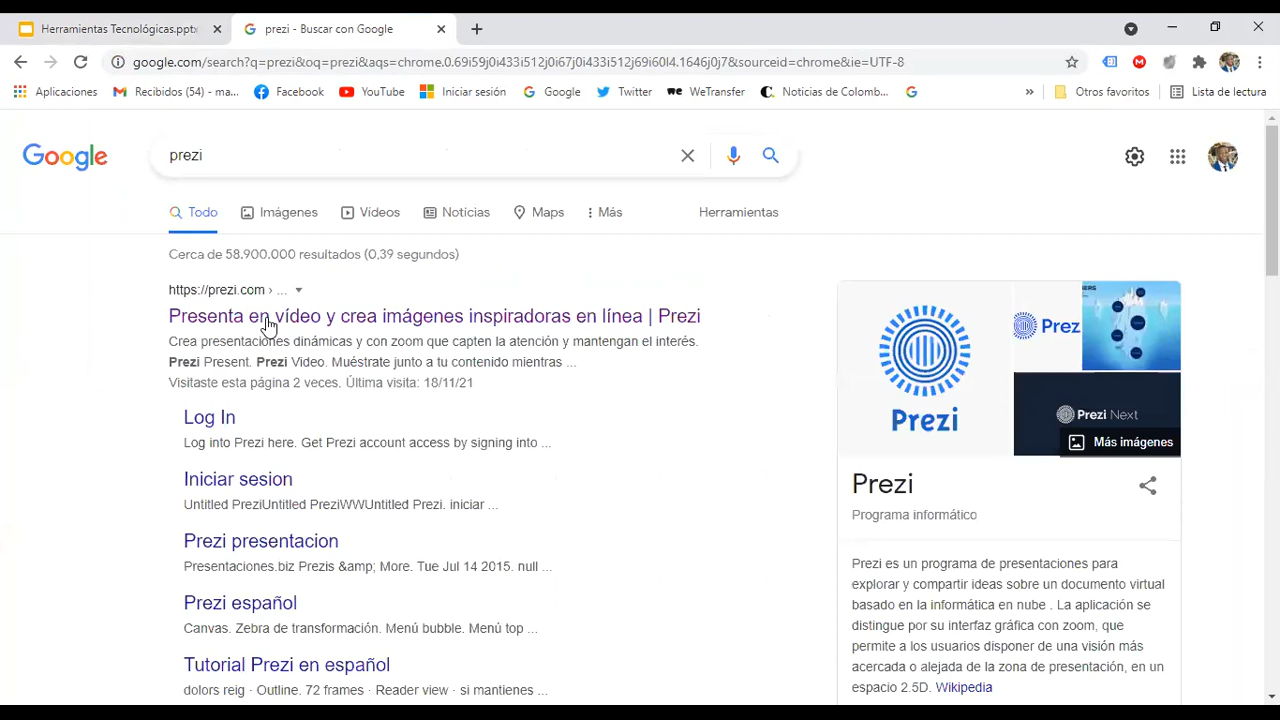 Herramientas Tecnológicas.pptx
prezi - Buscar con Google
google.com/search?q=prezi&oq=prezi&aqs=chrome.0.69i59j0i433i512j0i67j0i433i512j69i60l4.1646j0j7&sourceid=chrome&ie=UTF-8
Aplicaciones
Recibidos (54) - ma...
Facebook
YouTube
Iniciar sesión
Google
Twitter
WeTransfer
Noticias de Colomb...
»
Otros favoritos
Lista de lectura
Google
prezi
Todo
Imágenes
Vídeos
Noticias
Maps
Más
Herramientas
Cerca de 58.900.000 resultados (0,39 segundos)
https://prezi.com › ...
Presenta en vídeo y crea imágenes inspiradoras en línea | Prezi
Crea presentaciones dinámicas y con zoom que capten la atención y mantengan el interés.
Prezi Present. Prezi Video. Muéstrate junto a tu contenido mientras ...
Visitaste esta página 2 veces. Última visita: 18/11/21
Log In
Log into Prezi here. Get Prezi account access by signing into ...
Iniciar sesion
Untitled PreziUntitled PreziWWUntitled Prezi. iniciar ...
Prezi presentacion
Presentaciones.biz Prezis &amp; More. Tue Jul 14 2015. null ...
Prezi español
Canvas. Zebra de transformación. Menú bubble. Menú top ...
Tutorial Prezi en español
dolors reig · Outline. 72 frames · Reader view · si mantienes ...
Prezi
Prezi
Prezi Next
Más imágenes
Prezi
Programa informático
Prezi es un programa de presentaciones para
explorar y compartir ideas sobre un documento virtual
basado en la informática en nube . La aplicación se
distingue por su interfaz gráfica con zoom, que
permite a los usuarios disponer de una visión más
acercada o alejada de la zona de presentación, en un
espacio 2.5D. Wikipedia